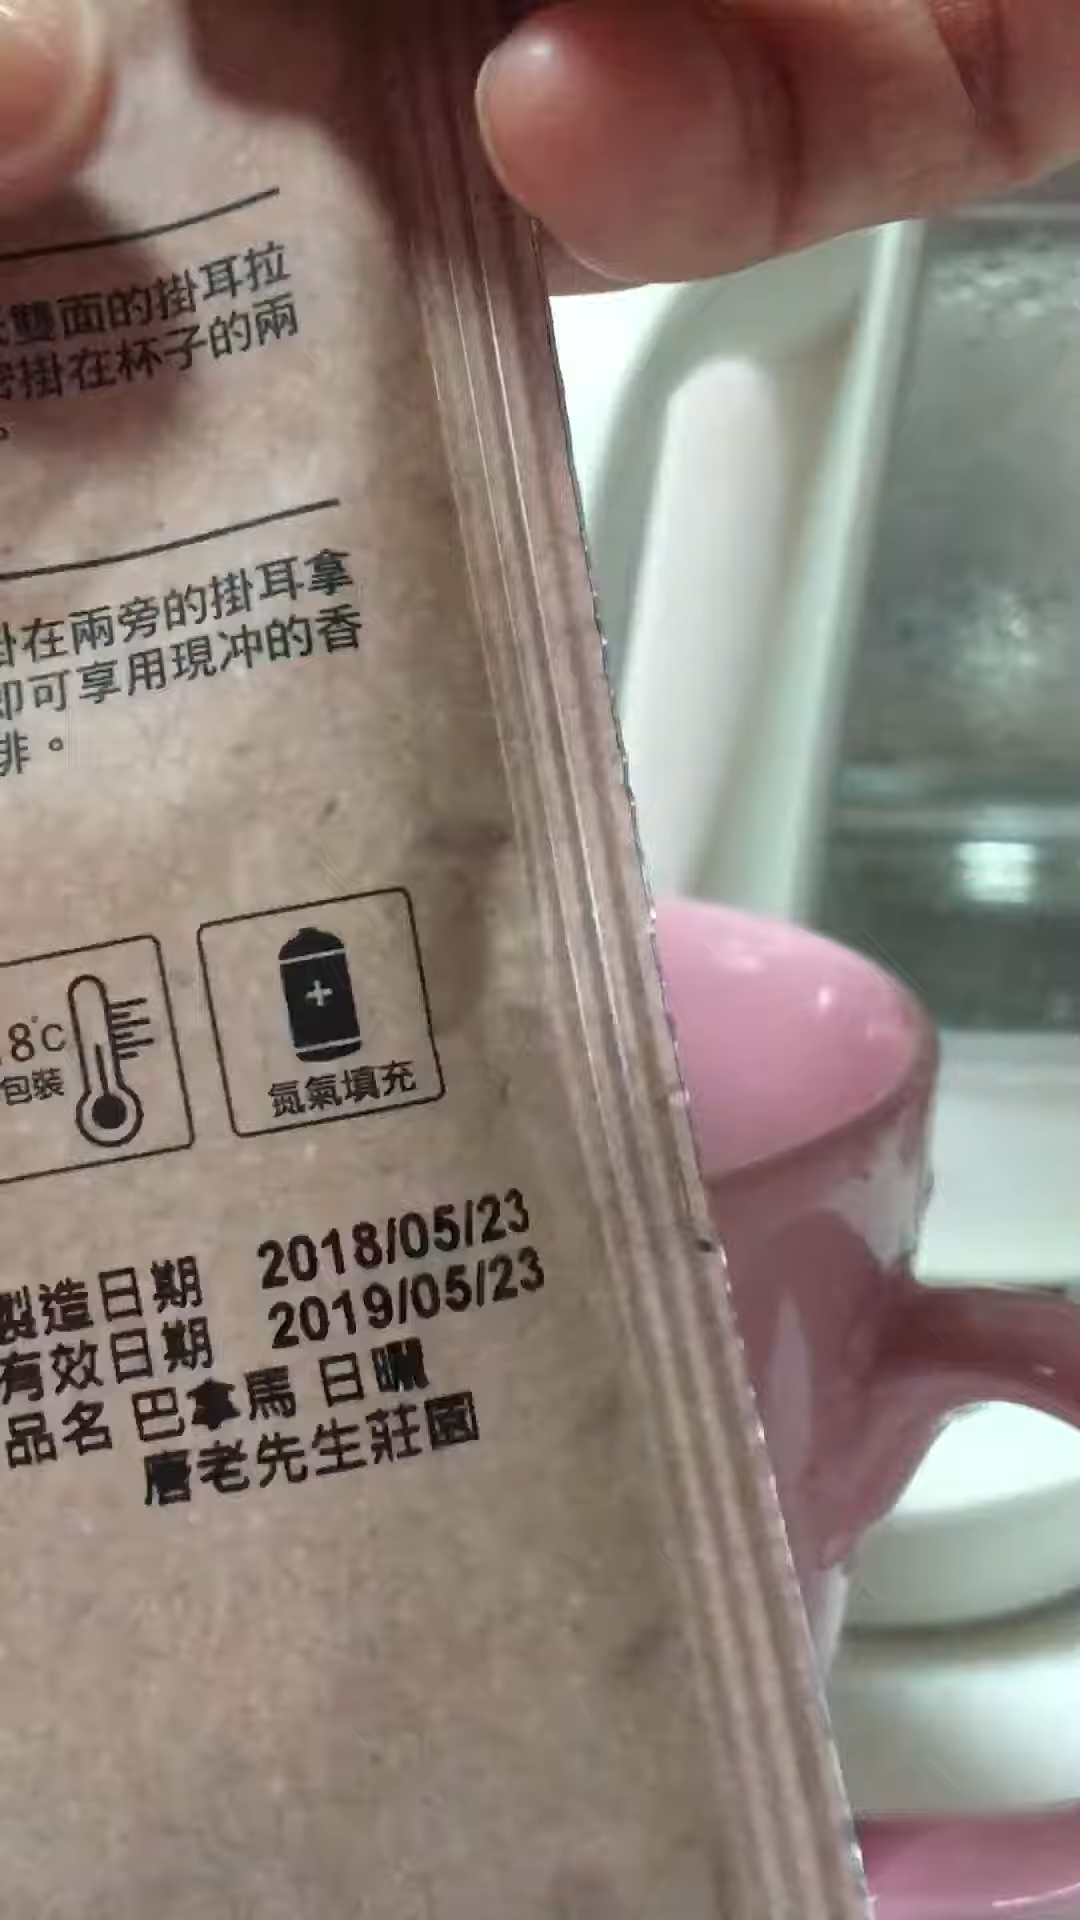 雙面的掛耳拉
掛在杯子的兩
。
掛在兩旁的掛耳拿
即可享用現冲的香
啡。
8°C
包裝
氮氣填充
製造日期 2018/05/23
有效日期 2019/05/23
品名 巴拿馬 日曬
唐老先生莊園